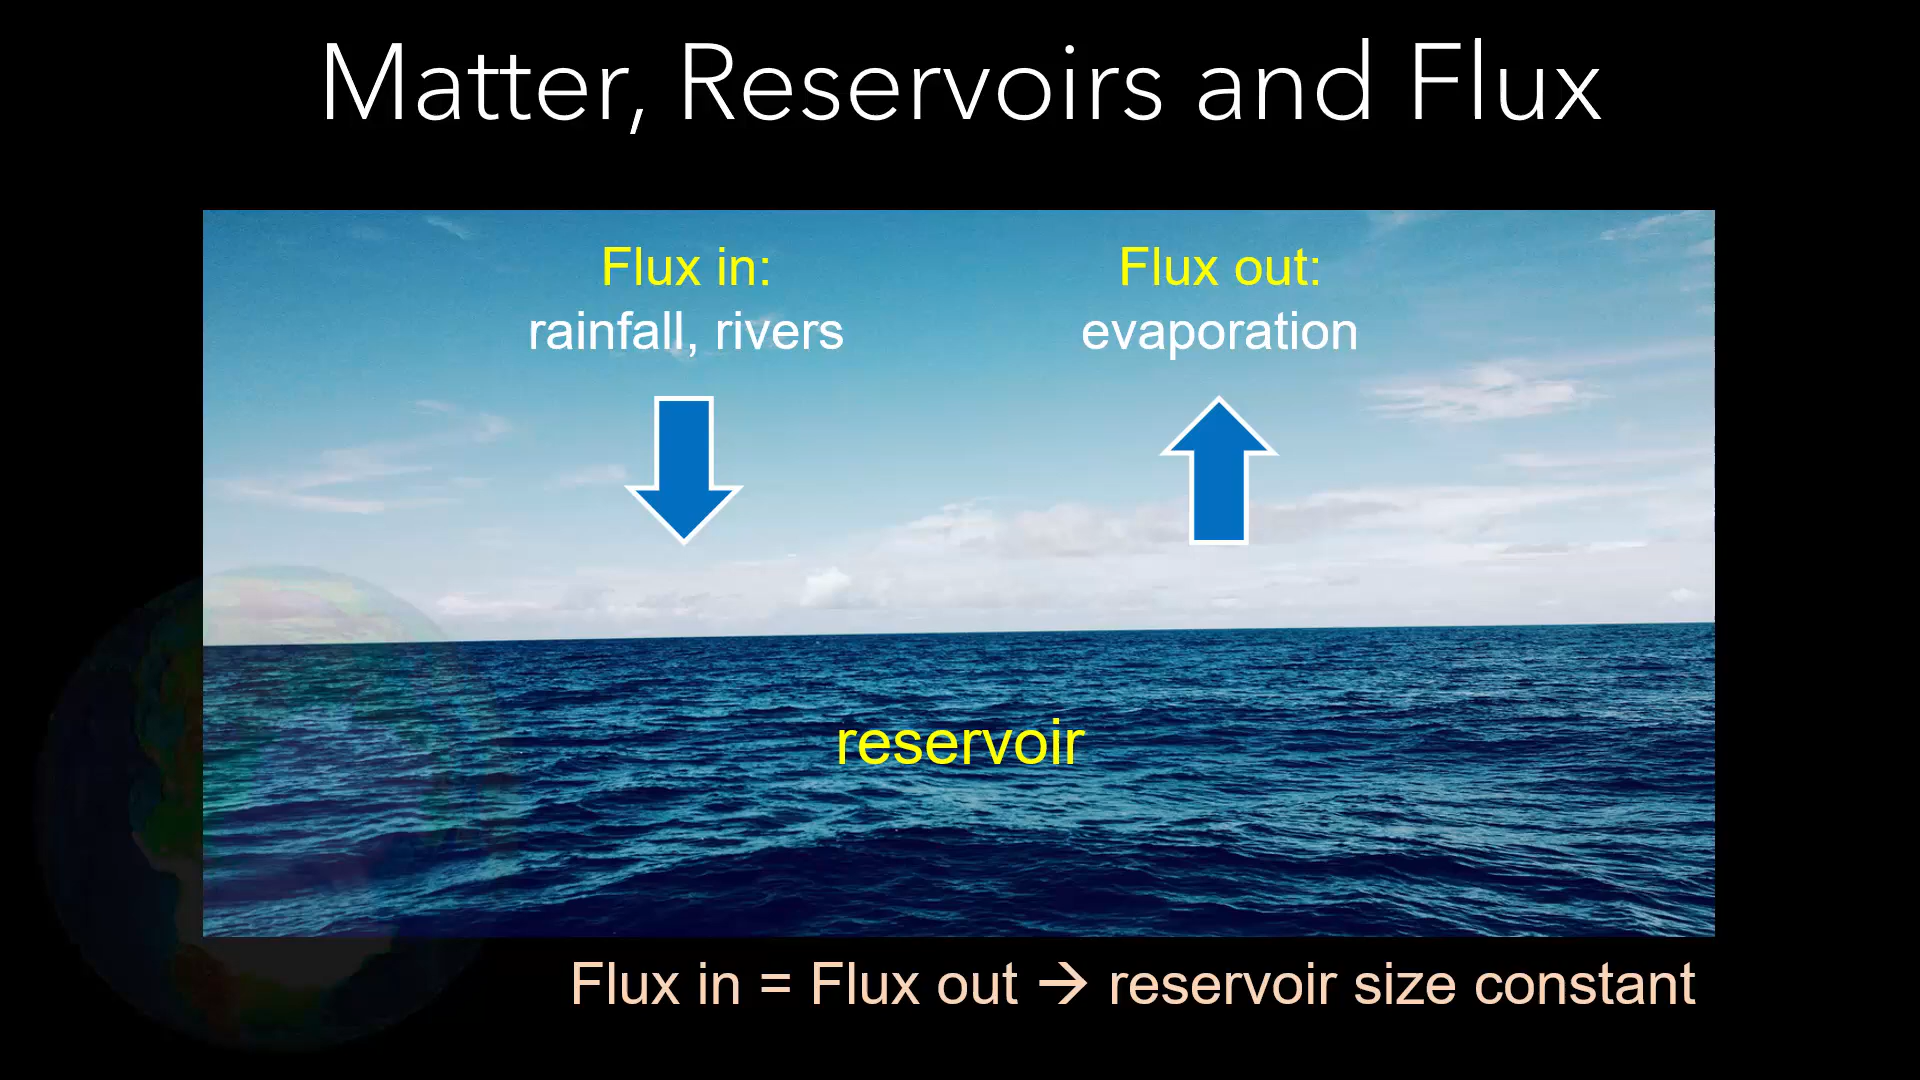 Matter, Reservoirs and Flux
Flux in:
rainfall, rivers
Flux out:
evaporation
reservoir
Flux in = Flux out → reservoir size constant